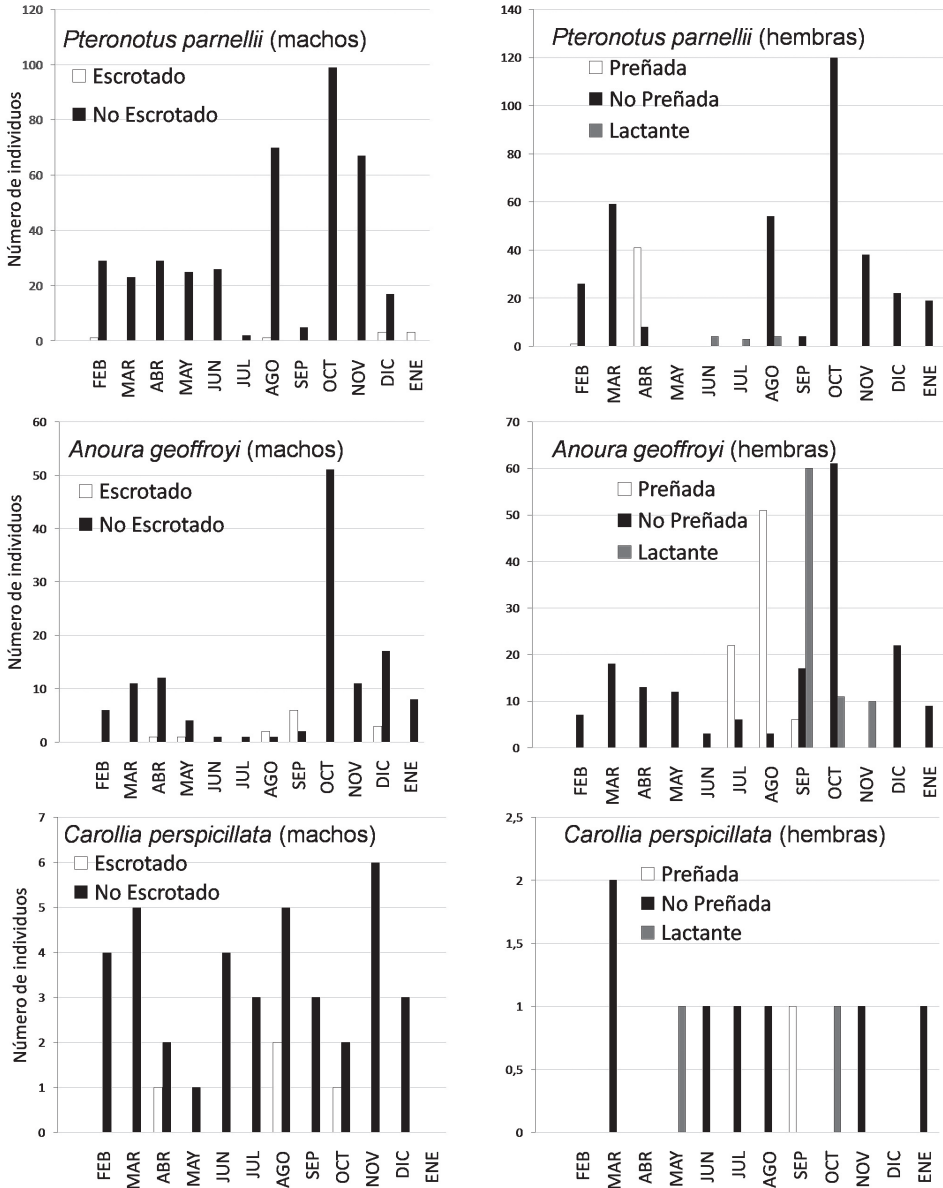 Pteronotus parnellii (machos)
Escrotado
No Escrotado
Número de individuos
120
100
80
60
40
20
0
FEB MAR ABR MAY JUN JUL AGO SEP OCT NOV DIC ENE
Pteronotus parnellii (hembras)
Preñada
No Preñada
Lactante
140
120
100
80
60
40
20
0
FEB MAR ABR MAY JUN JUL AGO SEP OCT NOV DIC ENE
Anoura geoffroyi (machos)
Escrotado
No Escrotado
Número de individuos
60
50
40
30
20
10
0
FEB MAR ABR MAY JUN JUL AGO SEP OCT NOV DIC ENE
Anoura geoffroyi (hembras)
Preñada
No Preñada
Lactante
70
60
50
40
30
20
10
0
FEB MAR ABR MAY JUN JUL AGO SEP OCT NOV DIC ENE
Carollia perspicillata (machos)
Escrotado
No Escrotado
Número de individuos
7
6
5
4
3
2
1
0
FEB MAR ABR MAY JUN JUL AGO SEP OCT NOV DIC ENE
Carollia perspicillata (hembras)
Preñada
No Preñada
Lactante
2,5
2
1,5
1
0,5
0
FEB MAR ABR MAY JUN JUL AGO SEP OCT NOV DIC ENE